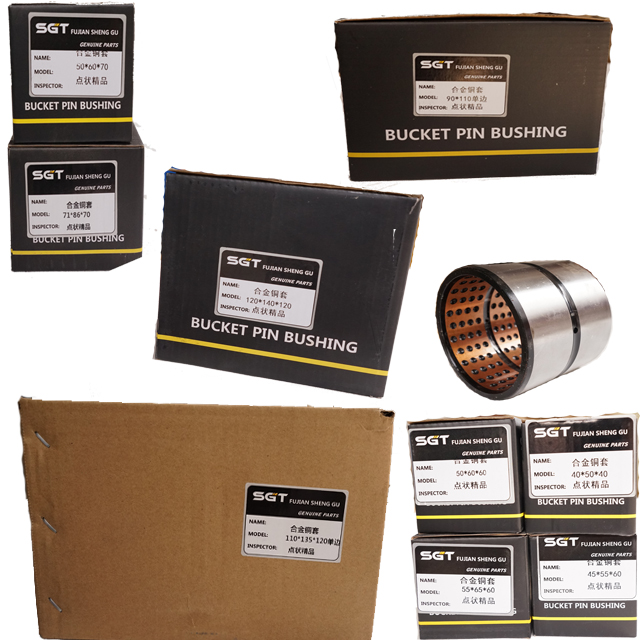 SGT FUJIAN SHENG GU
GENUINE PARTS
NAME: 合金铜套
MODEL: 50*60*70
INSPECTOR: 点状精品
BUCKET PIN BUSHING
SGT FUJIAN SHENG GU
GENUINE PARTS
NAME: 合金铜套
MODEL: 71*86*70
INSPECTOR: 点状精品
BUCKET PIN BUSHING
SGT FUJIAN SHENG GU
GENUINE PARTS
NAME: 合金铜套
MODEL: 90*110单边
INSPECTOR: 点状精品
BUCKET PIN BUSHING
SGT FUJIAN SHENG GU
GENUINE PARTS
NAME: 合金铜套
MODEL: 120*140*120
INSPECTOR: 点状精品
BUCKET PIN BUSHING
SGT FUJIAN SHENG GU
GENUINE PARTS
NAME: 合金铜套
MODEL: 110*135*120单边
INSPECTOR: 点状精品
SGT FUJIAN SHENG GU
GENUINE PARTS
NAME: 合金铜套
MODEL: 50*60*60
INSPECTOR: 点状精品
BUCKET PIN BUSHING
SGT FUJIAN SHENG GU
GENUINE PARTS
NAME: 合金铜套
MODEL: 40*50*40
INSPECTOR: 点状精品
BUCKET PIN BUSHING
SGT FUJIAN SHENG GU
GENUINE PARTS
NAME: 合金铜套
MODEL: 55*65*60
INSPECTOR: 点状精品
BUCKET PIN BUSHING
SGT FUJIAN SHENG GU
GENUINE PARTS
NAME: 合金铜套
MODEL: 45*55*60
INSPECTOR: 点状精品
BUCKET PIN BUSHING